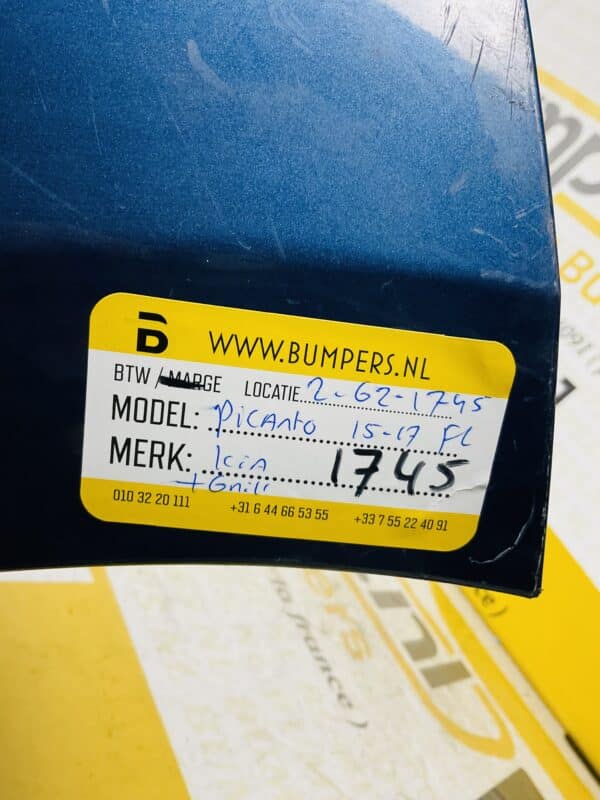 WWW.BUMPERS.NL
BTW / MARGE LOCATIE 2-62-1745
MODEL: Picanto 15-17 FL
MERK: Kia 1745
+Grill
010 32 20 111 +31 6 44 66 53 55 +33 7 55 22 40 91